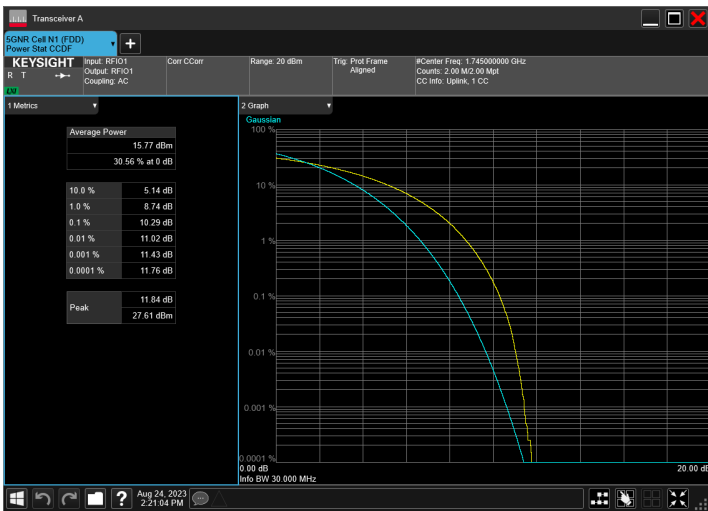 Transceiver A
5GNR Cell N1 (FDD)
Power Stat CCDF
KEYSIGHT
R T
LXI
Input: RFIO1
Output: RFIO1
Coupling: AC
Corr CCorr
Range: 20 dBm
Trig: Prot Frame
Aligned
#Center Freq: 1.745000000 GHz
Counts: 2.00 M/2.00 Mpt
CC Info: Uplink, 1 CC
1 Metrics
Average Power
15.77 dBm
30.56 % at 0 dB
10.0 % 5.14 dB
1.0 % 8.74 dB
0.1 % 10.29 dB
0.01 % 11.02 dB
0.001 % 11.43 dB
0.0001 % 11.76 dB
Peak
11.84 dB
27.61 dBm
2 Graph
Gaussian
100 %
10 %
1 %
0.1 %
0.01 %
0.001 %
0.0001 %
0.00 dB
20.00 dB
Info BW 30.000 MHz
Aug 24, 2023
2:21:04 PM